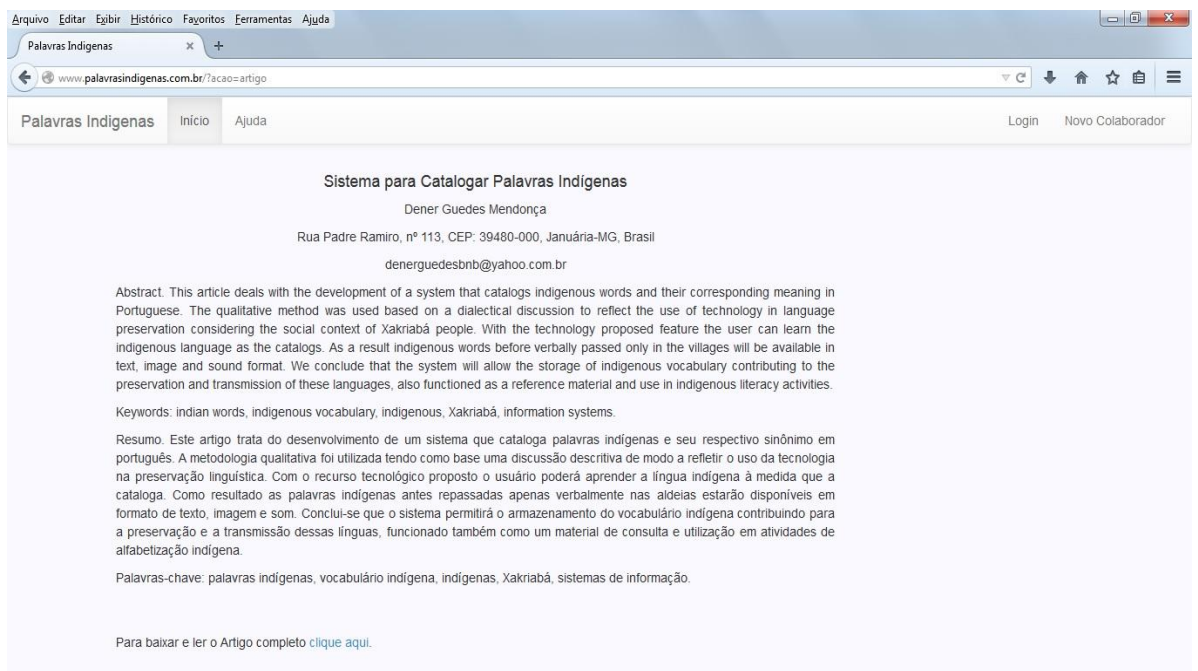 Arquivo Editar Exibir Histórico Favoritos Ferramentas Ajuda
Palavras Indigenas
www.palavrasindigenas.com.br/?acao=artigo
Palavras Indigenas Início Ajuda Login Novo Colaborador
Sistema para Catalogar Palavras Indígenas
Dener Guedes Mendonça
Rua Padre Ramiro, nº 113, CEP: 39480-000, Januária-MG, Brasil
denerguedesbnb@yahoo.com.br
Abstract. This article deals with the development of a system that catalogs indigenous words and their corresponding meaning in
Portuguese. The qualitative method was used based on a dialectical discussion to reflect the use of technology in language
preservation considering the social context of Xakriabá people. With the technology proposed feature the user can learn the
indigenous language as the catalogs. As a result indigenous words before verbally passed only in the villages will be available in
text, image and sound format. We conclude that the system will allow the storage of indigenous vocabulary contributing to the
preservation and transmission of these languages, also functioned as a reference material and use in indigenous literacy activities.
Keywords: indian words, indigenous vocabulary, indigenous, Xakriabá, information systems.
Resumo. Este artigo trata do desenvolvimento de um sistema que cataloga palavras indígenas e seu respectivo sinônimo em
português. A metodologia qualitativa foi utilizada tendo como base uma discussão descritiva de modo a refletir o uso da tecnologia
na preservação linguística. Com o recurso tecnológico proposto o usuário poderá aprender a língua indígena à medida que a
cataloga. Como resultado as palavras indígenas antes repassadas apenas verbalmente nas aldeias estarão disponíveis em
formato de texto, imagem e som. Conclui-se que o sistema permitirá o armazenamento do vocabulário indígena contribuindo para
a preservação e a transmissão dessas línguas, funcionado também como um material de consulta e utilização em atividades de
alfabetização indígena.
Palavras-chave: palavras indígenas, vocabulário indígena, indígenas, Xakriabá, sistemas de informação.
Para baixar e ler o Artigo completo clique aqui.